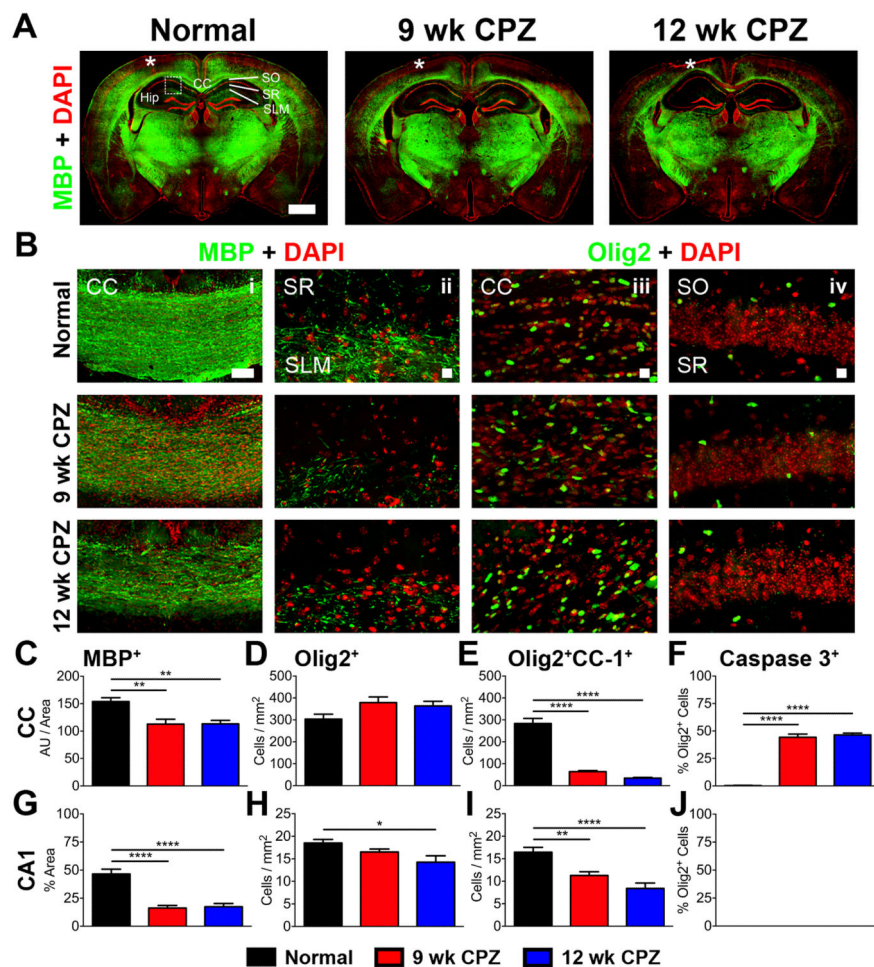 A
Normal
9 wk CPZ
12 wk CPZ
MBP + DAPI
*
CC
SO
SR
SLM
Hip
*
*
B
MBP + DAPI
Olig2 + DAPI
Normal
CC
i
SR
ii
SLM
CC
iii
SO
iv
SR
9 wk CPZ
12 wk CPZ
C
MBP+
D
Olig2+
E
Olig2+CC-1+
F
Caspase 3+
CC
AU / Area
200
150
100
50
0
**
**
Cells / mm2
500
400
300
200
100
0
Cells / mm2
500
400
300
200
100
0
****
****
% Olig2+ Cells
100
75
50
25
0
****
****
G
H
I
J
CA1
% Area
100
75
50
25
0
****
****
Cells / mm2
25
20
15
10
5
0
*
Cells / mm2
25
20
15
10
5
0
****
**
% Olig2+ Cells
100
75
50
25
0
Normal
9 wk CPZ
12 wk CPZ